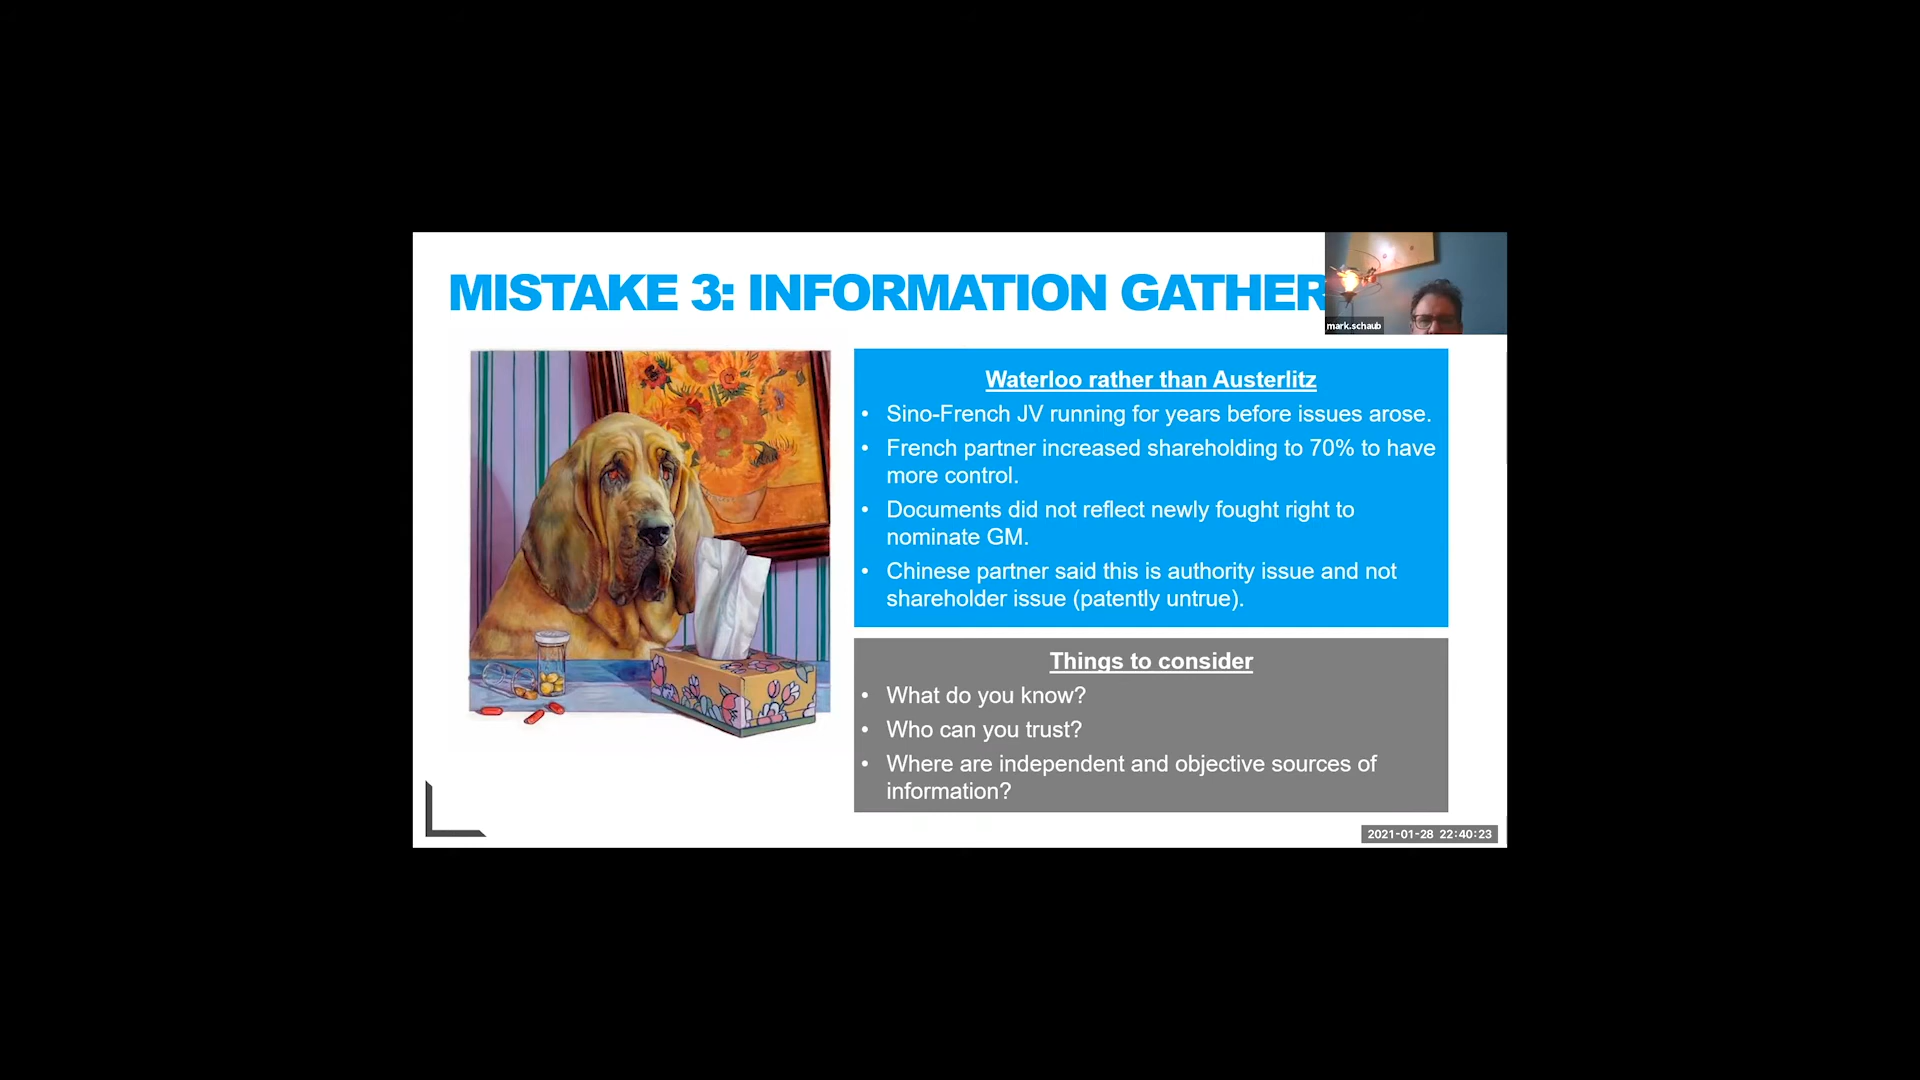 MISTAKE 3: INFORMATION GATHER
mark.schaub
Waterloo rather than Austerlitz
• Sino-French JV running for years before issues arose.
• French partner increased shareholding to 70% to have
more control.
• Documents did not reflect newly fought right to
nominate GM.
• Chinese partner said this is authority issue and not
shareholder issue (patently untrue).
Things to consider
• What do you know?
• Who can you trust?
• Where are independent and objective sources of
information?
2021-01-28 22:40:23